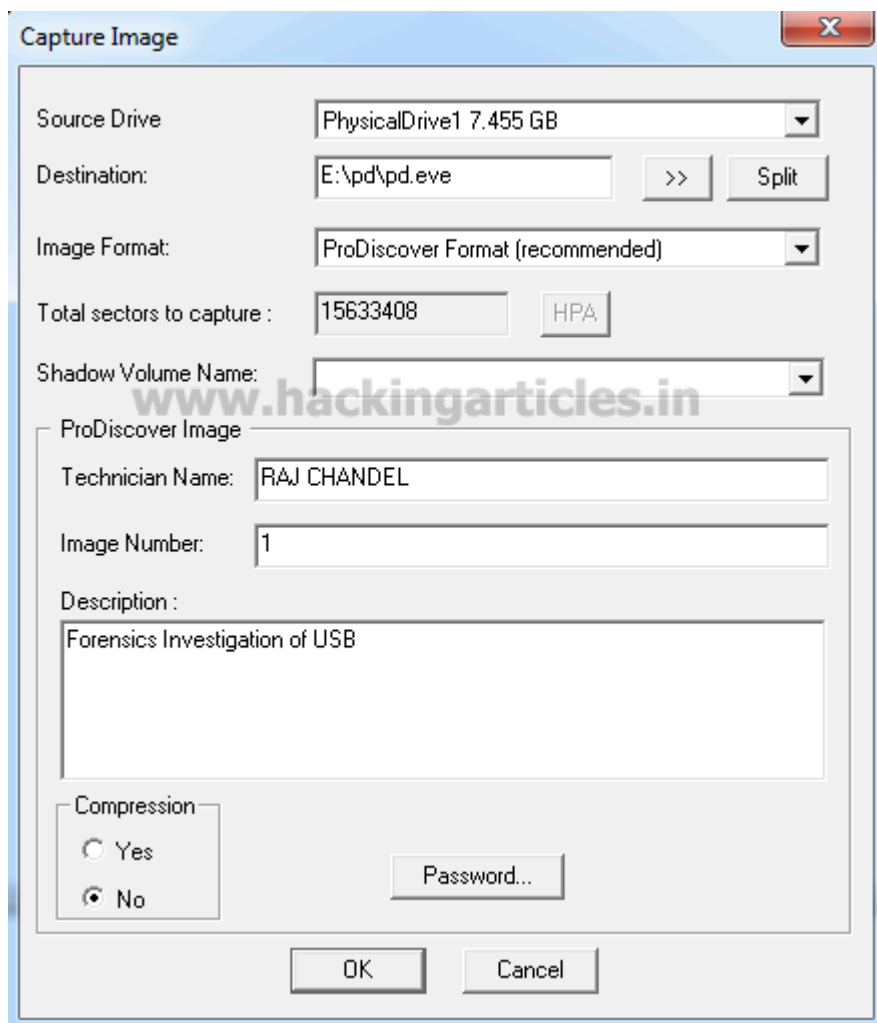 Capture Image
Source Drive PhysicalDrive1 7.455 GB
Destination: E:\pd\pd.eve >> Split
Image Format: ProDiscover Format (recommended)
Total sectors to capture : 15633408 HPA
Shadow Volume Name:
www.hackingarticles.in
ProDiscover Image
Technician Name: RAJ CHANDEL
Image Number: 1
Description :
Forensics Investigation of USB
Compression
Yes
No
Password...
OK Cancel